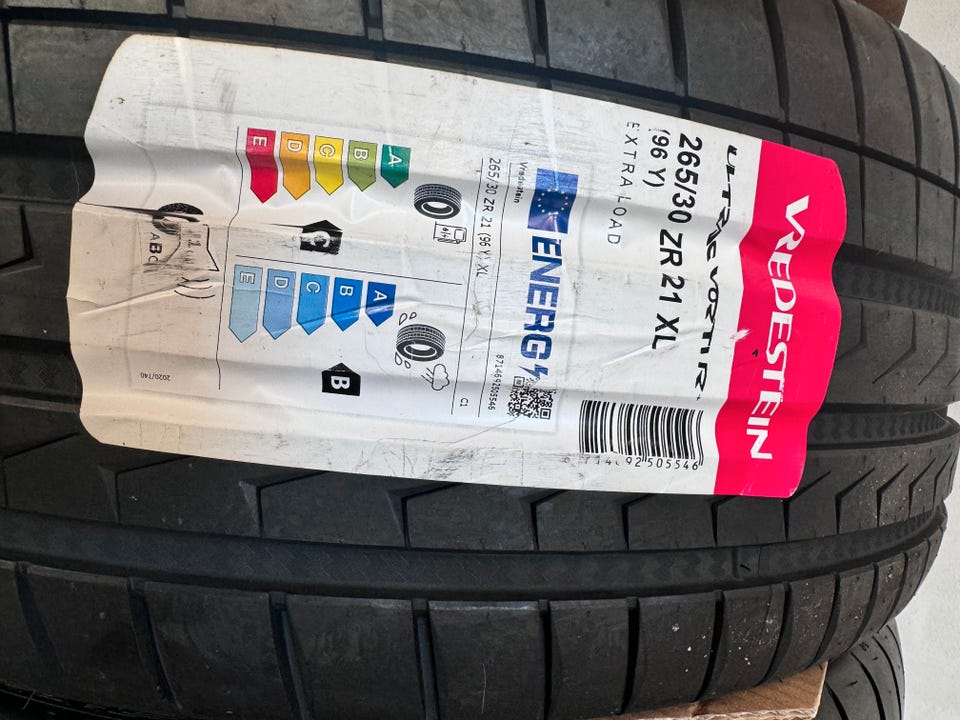 VREDESTEIN
ULTRAC VORTI R+
265/30 ZR 21 XL
(96 Y)
EXTRA LOAD
ENERG
Vredestein
8714692505546
265/30 ZR 21 (96 Y) XL
C1
A
B
C
D
E
C
A
B
C
D
E
B
ABC
2020/740